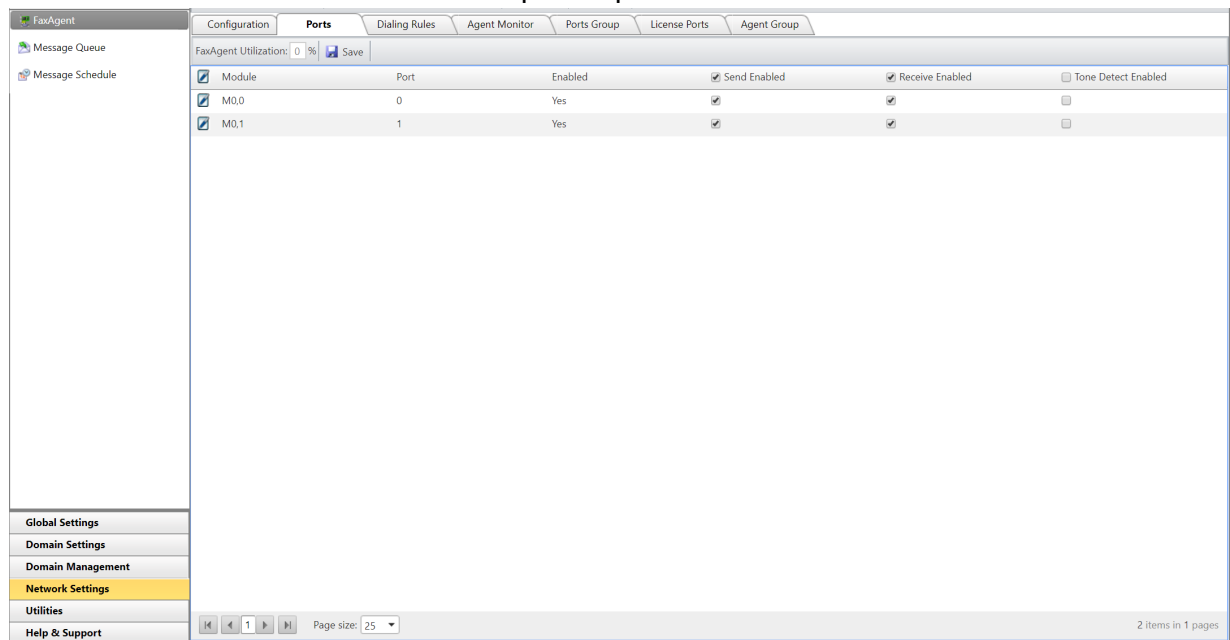 FaxAgent
Message Queue
Message Schedule
Global Settings
Domain Settings
Domain Management
Network Settings
Utilities
Help & Support
Configuration Ports Dialing Rules Agent Monitor Ports Group License Ports Agent Group
FaxAgent Utilization: 0 % Save
Module Port Enabled Send Enabled Receive Enabled Tone Detect Enabled
M0,0 0 Yes
M0,1 1 Yes
1 Page size: 25 2 items in 1 pages